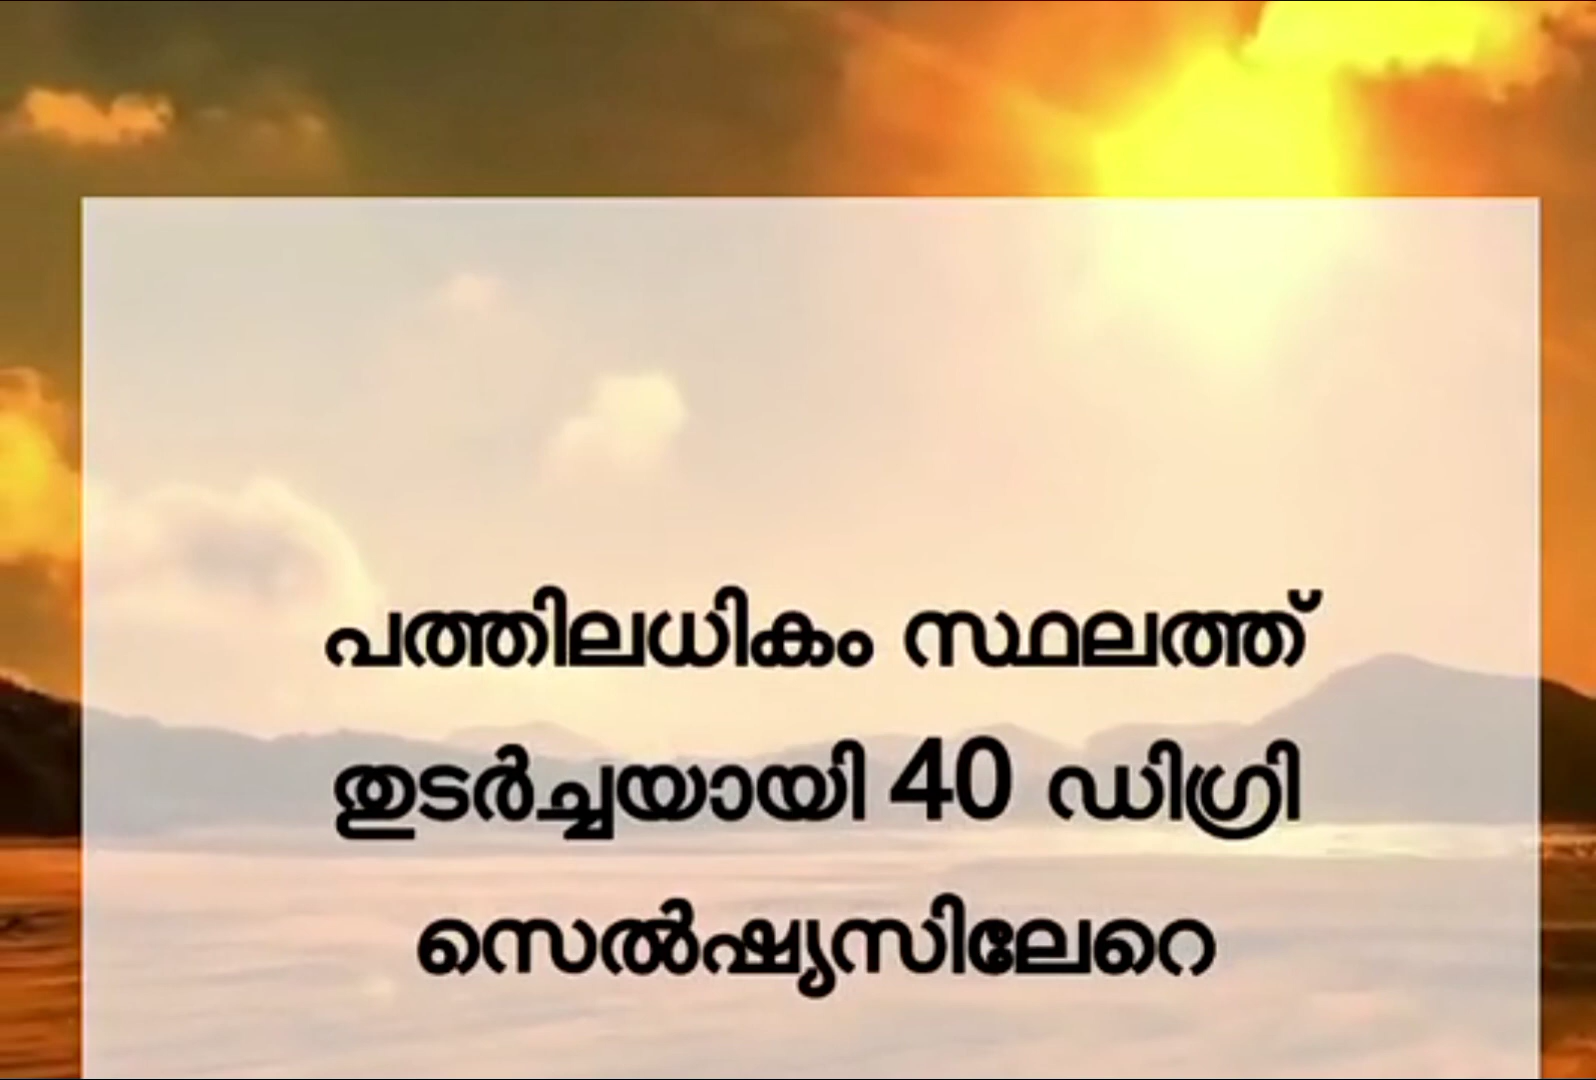 പത്തിലധികം സ്ഥലത്ത്
തുടർച്ചയായി 40 ഡിഗ്രി
സെൽഷ്യസിലേറെ